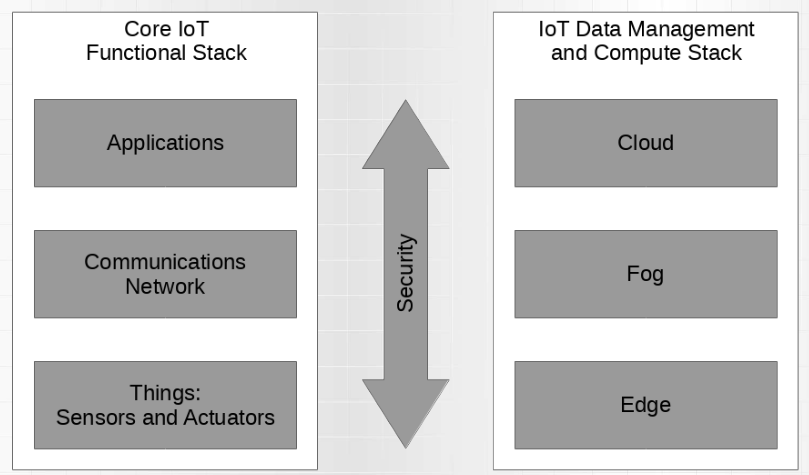 Core IoT
Functional Stack
Applications
Communications
Network
Things:
Sensors and Actuators
Security
IoT Data Management
and Compute Stack
Cloud
Fog
Edge